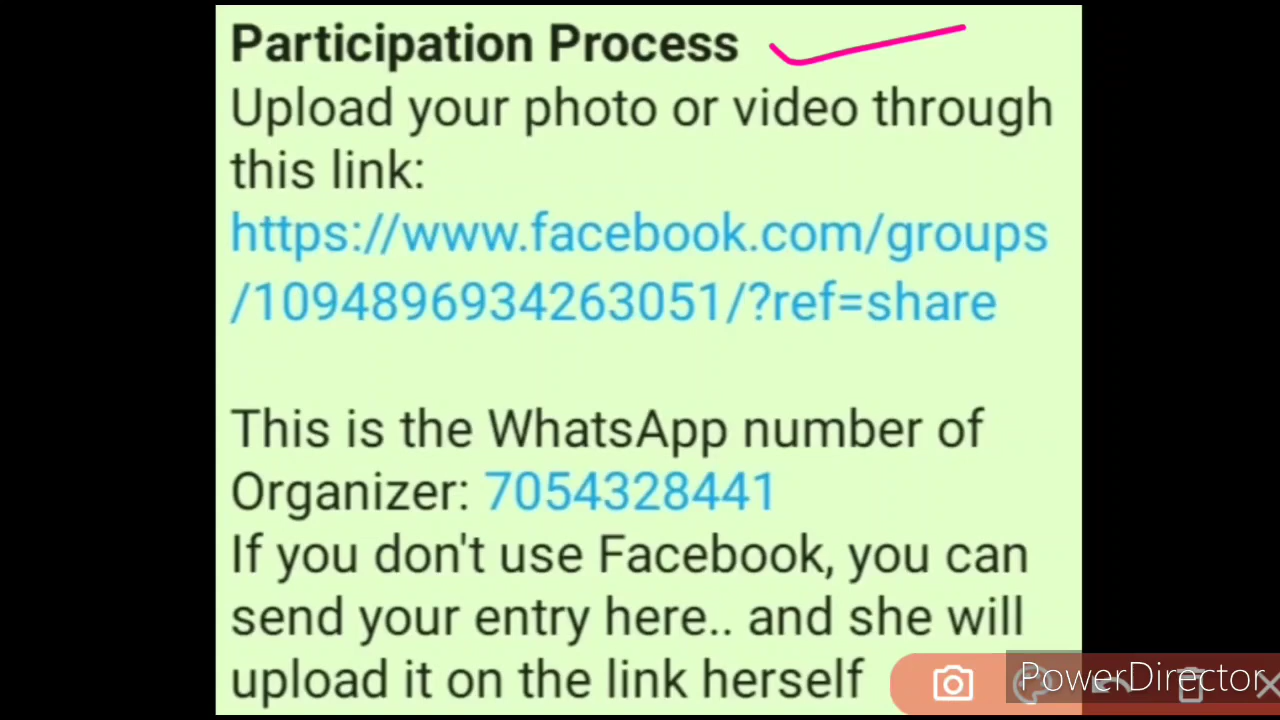 Participation Process
Upload your photo or video through
this link:
https://www.facebook.com/groups
/1094896934263051/?ref=share
This is the WhatsApp number of
Organizer: 7054328441
If you don't use Facebook, you can
send your entry here.. and she will
upload it on the link herself
PowerDirector